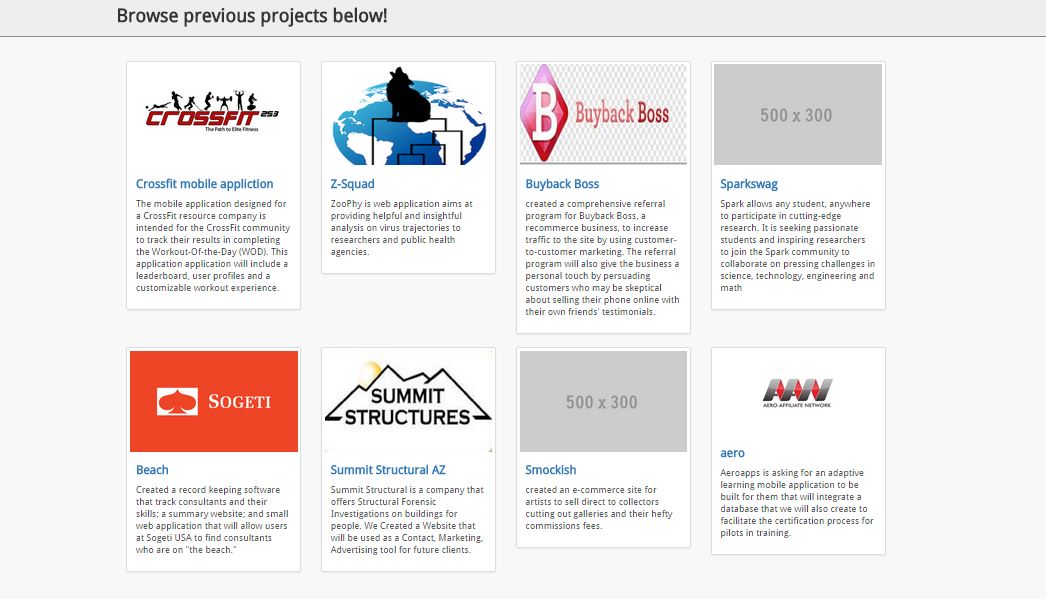 Browse previous projects below!
CROSSFIT 253
The Path to Elite Fitness
Crossfit mobile appliction
The mobile application designed for
a CrossFit resource company is
intended for the CrossFit community
to track their results in completing
the Workout-Of-the-Day (WOD). This
application application will include a
leaderboard, user profiles and a
customizable workout experience.
Z-Squad
ZooPhy is web application aims at
providing helpful and insightful
analysis on virus trajectories to
researchers and public health
agencies.
B Buyback Boss
Buyback Boss
created a comprehensive referral
program for Buyback Boss, a
recommerce business, to increase
traffic to the site by using customer-
to-customer marketing. The referral
program will also give the business a
personal touch by persuading
customers who may be skeptical
about selling their phone online with
their own friends' testimonials.
500 x 300
Sparkswag
Spark allows any student, anywhere
to participate in cutting-edge
research. It is seeking passionate
students and inspiring researchers
to join the Spark community to
collaborate on pressing challenges in
science, technology, engineering and
math
SOGETI
Beach
Created a record keeping software
that track consultants and their
skills; a summary website; and small
web application that will allow users
at Sogeti USA to find consultants
who are on "the beach."
SUMMIT
STRUCTURES
Summit Structural AZ
Summit Structural is a company that
offers Structural Forensic
Investigations on buildings for
people. We Created a Website that
will be used as a Contact, Marketing,
Advertising tool for future clients.
500 x 300
Smockish
created an e-commerce site for
artists to sell direct to collectors
cutting out galleries and their hefty
commissions fees.
AAN
AERO AFFILIATE NETWORK
aero
Aeroapps is asking for an adaptive
learning mobile application to be
built for them that will integrate a
database that we will also create to
facilitate the certification process for
pilots in training.